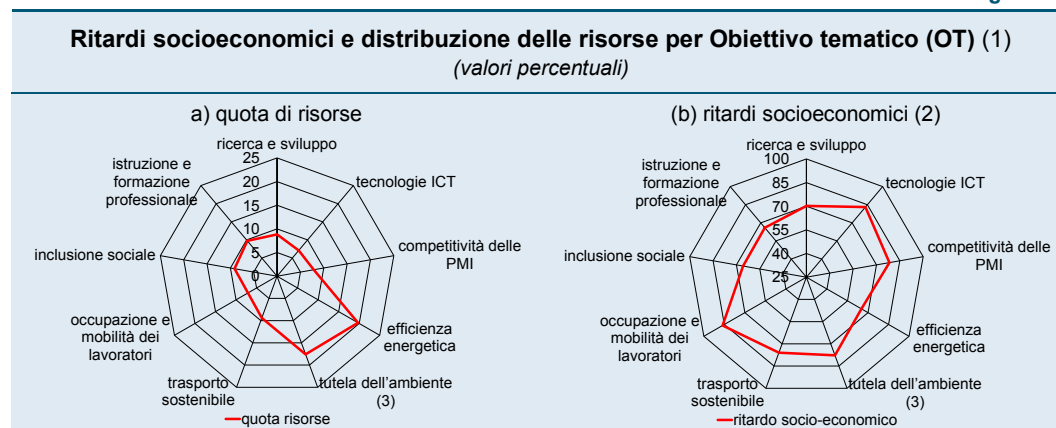 Ritardi socioeconomici e distribuzione delle risorse per Obiettivo tematico (OT) (1)
(valori percentuali)
a) quota di risorse
ricerca e sviluppo
25
20
15
10
5
0
tecnologie ICT
competitività delle
PMI
efficienza
energetica
tutela dell'ambiente
(3)
trasporto
sostenibile
occupazione e
mobilità dei
lavoratori
inclusione sociale
istruzione e
formazione
professionale
quota risorse
(b) ritardi socioeconomici (2)
ricerca e sviluppo
100
85
70
55
40
25
tecnologie ICT
competitività delle
PMI
efficienza
energetica
tutela dell'ambiente
(3)
trasporto
sostenibile
occupazione e
mobilità dei
lavoratori
inclusione sociale
istruzione e
formazione
professionale
ritardo socio-economico